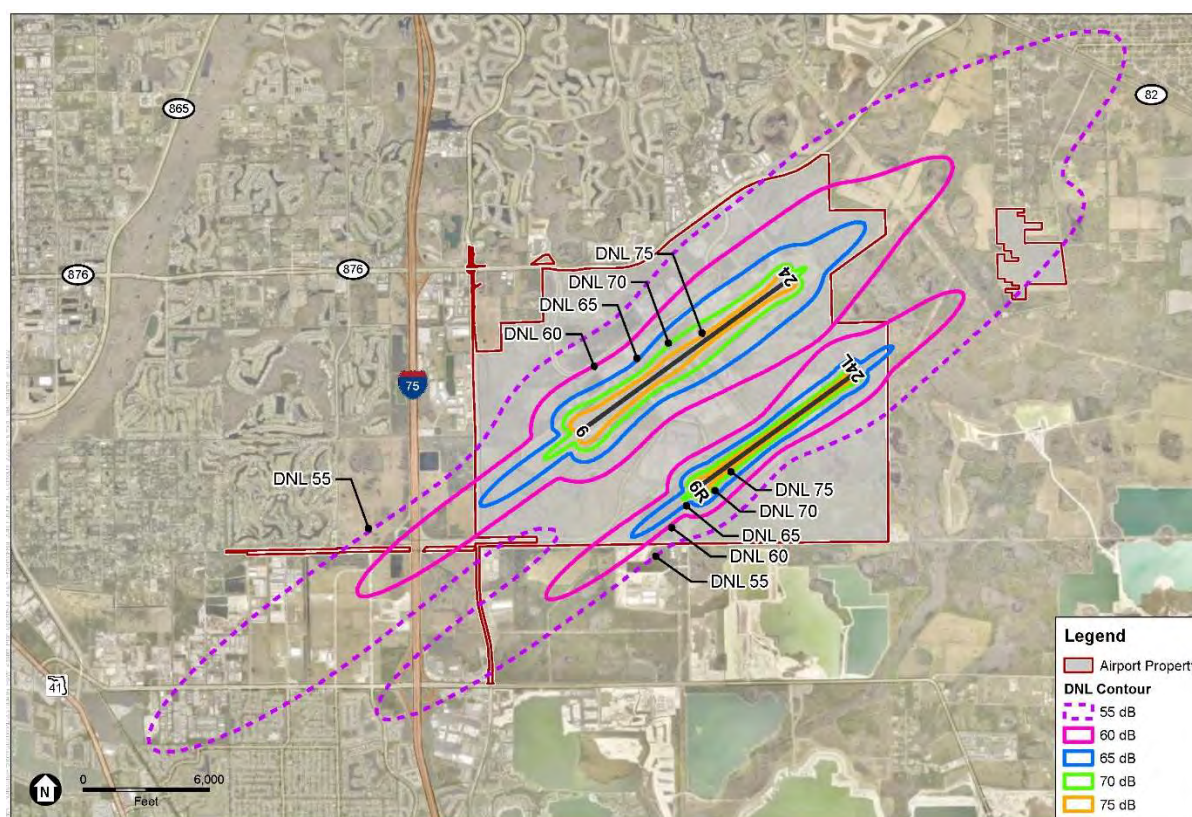 865
82
876
876
DNL 75
DNL 70
DNL 65
DNL 60
24
75
6
24L
6R
DNL 55
DNL 75
DNL 70
DNL 65
DNL 60
DNL 55
41
N
0 6,000
Feet
Legend
Airport Property
DNL Contour
55 dB
60 dB
65 dB
70 dB
75 dB